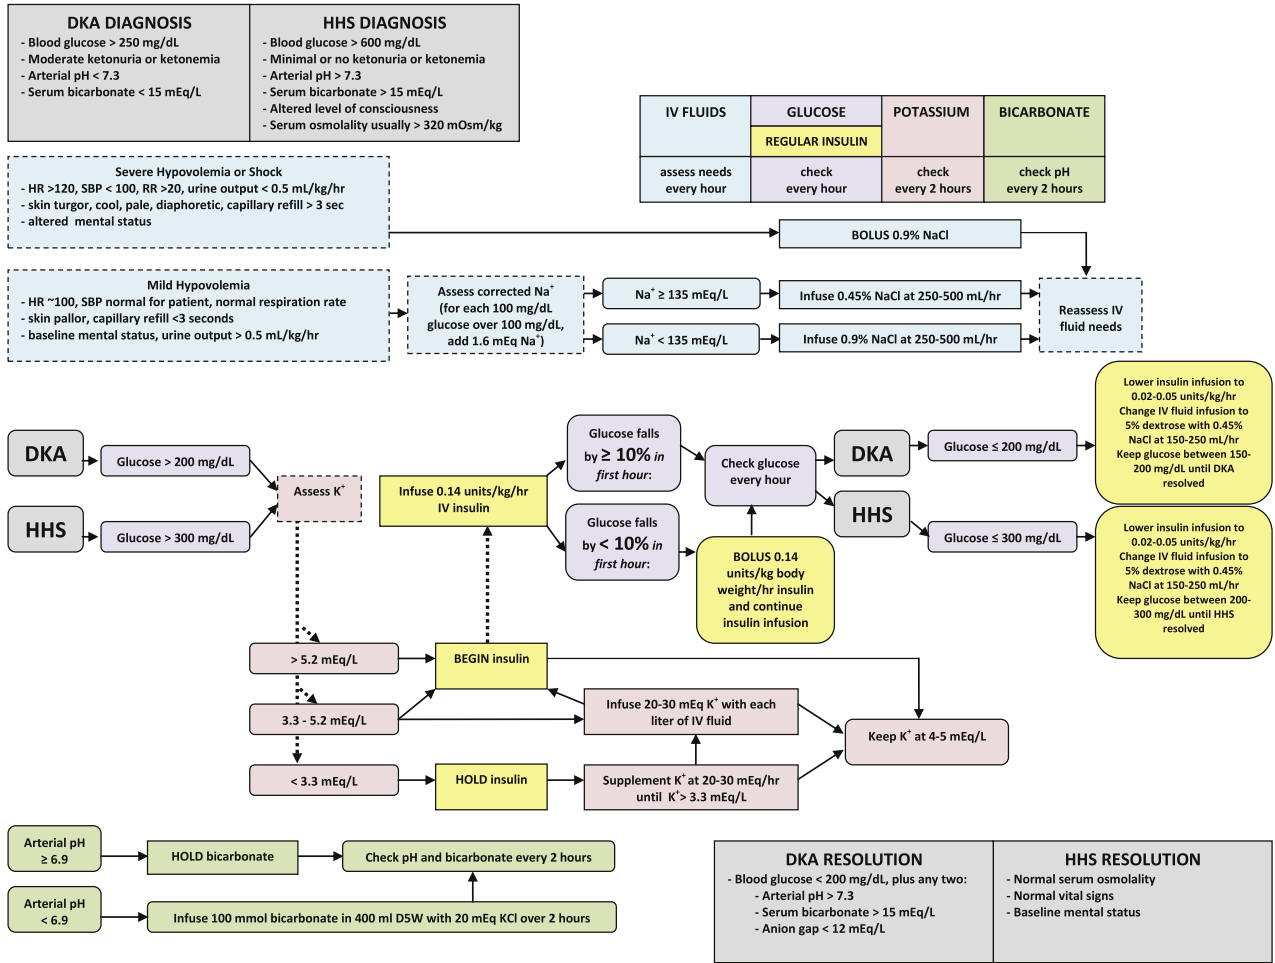 DKA DIAGNOSIS
- Blood glucose > 250 mg/dL
- Moderate ketonuria or ketonemia
- Arterial pH < 7.3
- Serum bicarbonate < 15 mEq/L
HHS DIAGNOSIS
- Blood glucose > 600 mg/dL
- Minimal or no ketonuria or ketonemia
- Arterial pH > 7.3
- Serum bicarbonate > 15 mEq/L
- Altered level of consciousness
- Serum osmolality usually > 320 mOsm/kg
IV FLUIDS
GLUCOSE
POTASSIUM
BICARBONATE
REGULAR INSULIN
assess needs
every hour
check
every hour
check
every 2 hours
check pH
every 2 hours
Severe Hypovolemia or Shock
- HR >120, SBP < 100, RR >20, urine output < 0.5 mL/kg/hr
- skin turgor, cool, pale, diaphoretic, capillary refill > 3 sec
- altered mental status
BOLUS 0.9% NaCl
Mild Hypovolemia
- HR ~100, SBP normal for patient, normal respiration rate
- skin pallor, capillary refill <3 seconds
- baseline mental status, urine output > 0.5 mL/kg/hr
Assess corrected Na⁺
(for each 100 mg/dL
glucose over 100 mg/dL,
add 1.6 mEq Na⁺)
Na⁺ ≥ 135 mEq/L
Infuse 0.45% NaCl at 250-500 mL/hr
Na⁺ < 135 mEq/L
Infuse 0.9% NaCl at 250-500 mL/hr
Reassess IV
fluid needs
DKA
Glucose > 200 mg/dL
HHS
Glucose > 300 mg/dL
Assess K⁺
Infuse 0.14 units/kg/hr
IV insulin
Glucose falls
by ≥ 10% in
first hour:
Glucose falls
by < 10% in
first hour:
Check glucose
every hour
BOLUS 0.14
units/kg body
weight/hr insulin
and continue
insulin infusion
DKA
Glucose ≤ 200 mg/dL
Lower insulin infusion to
0.02-0.05 units/kg/hr
Change IV fluid infusion to
5% dextrose with 0.45%
NaCl at 150-250 mL/hr
Keep glucose between 150-
200 mg/dL until DKA
resolved
HHS
Glucose ≤ 300 mg/dL
Lower insulin infusion to
0.02-0.05 units/kg/hr
Change IV fluid infusion to
5% dextrose with 0.45%
NaCl at 150-250 mL/hr
Keep glucose between 200-
300 mg/dL until HHS
resolved
> 5.2 mEq/L
BEGIN insulin
3.3 - 5.2 mEq/L
Infuse 20-30 mEq K⁺ with each
liter of IV fluid
Keep K⁺ at 4-5 mEq/L
< 3.3 mEq/L
HOLD insulin
Supplement K⁺ at 20-30 mEq/hr
until K⁺> 3.3 mEq/L
Arterial pH
≥ 6.9
HOLD bicarbonate
Check pH and bicarbonate every 2 hours
Arterial pH
< 6.9
Infuse 100 mmol bicarbonate in 400 ml D5W with 20 mEq KCl over 2 hours
DKA RESOLUTION
- Blood glucose < 200 mg/dL, plus any two:
- Arterial pH > 7.3
- Serum bicarbonate > 15 mEq/L
- Anion gap < 12 mEq/L
HHS RESOLUTION
- Normal serum osmolality
- Normal vital signs
- Baseline mental status